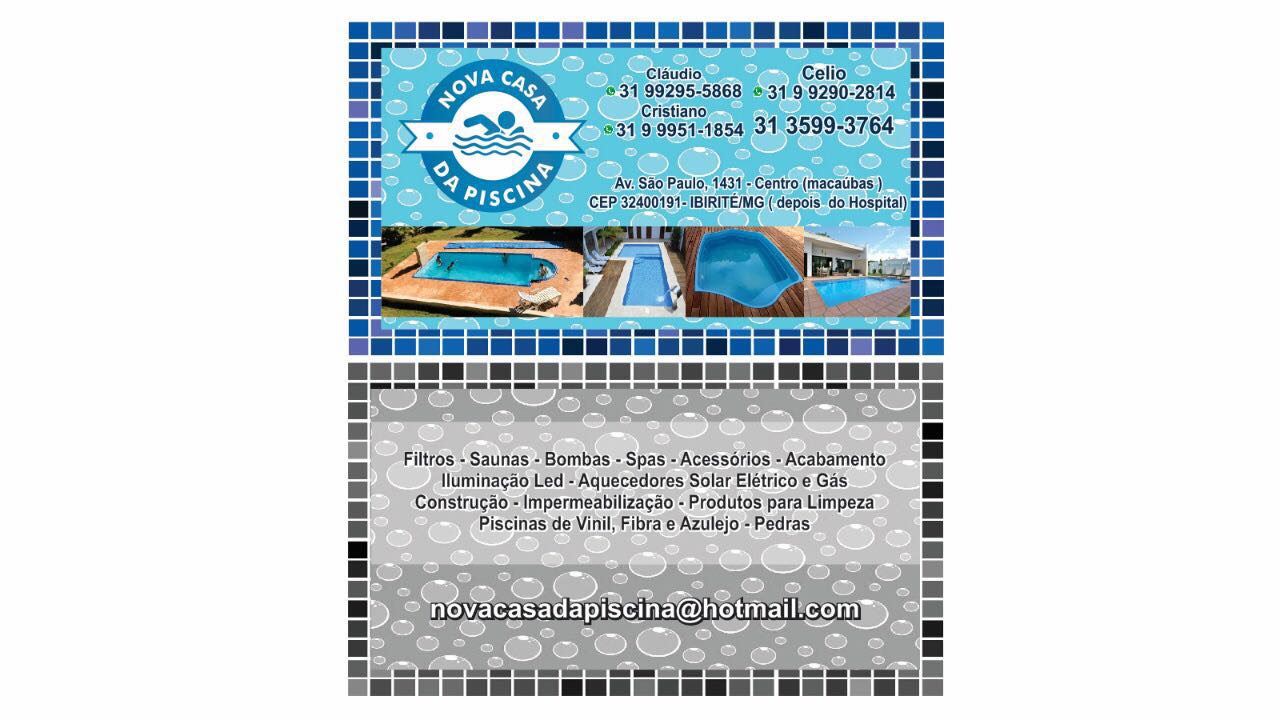 NOVA CASA
DA PISCINA
Cláudio
31 99295-5868
Cristiano
31 9 9951-1854
Celio
31 9 9290-2814
31 3599-3764
Av. São Paulo, 1431 - Centro (macaúbas )
CEP 32400191- IBIRITÉ/MG ( depois do Hospital)
Filtros - Saunas - Bombas - Spas - Acessórios - Acabamento
Iluminação Led - Aquecedores Solar Elétrico e Gás
Construção - Impermeabilização - Produtos para Limpeza
Piscinas de Vinil, Fibra e Azulejo - Pedras
novacasadapiscina@hotmail.com